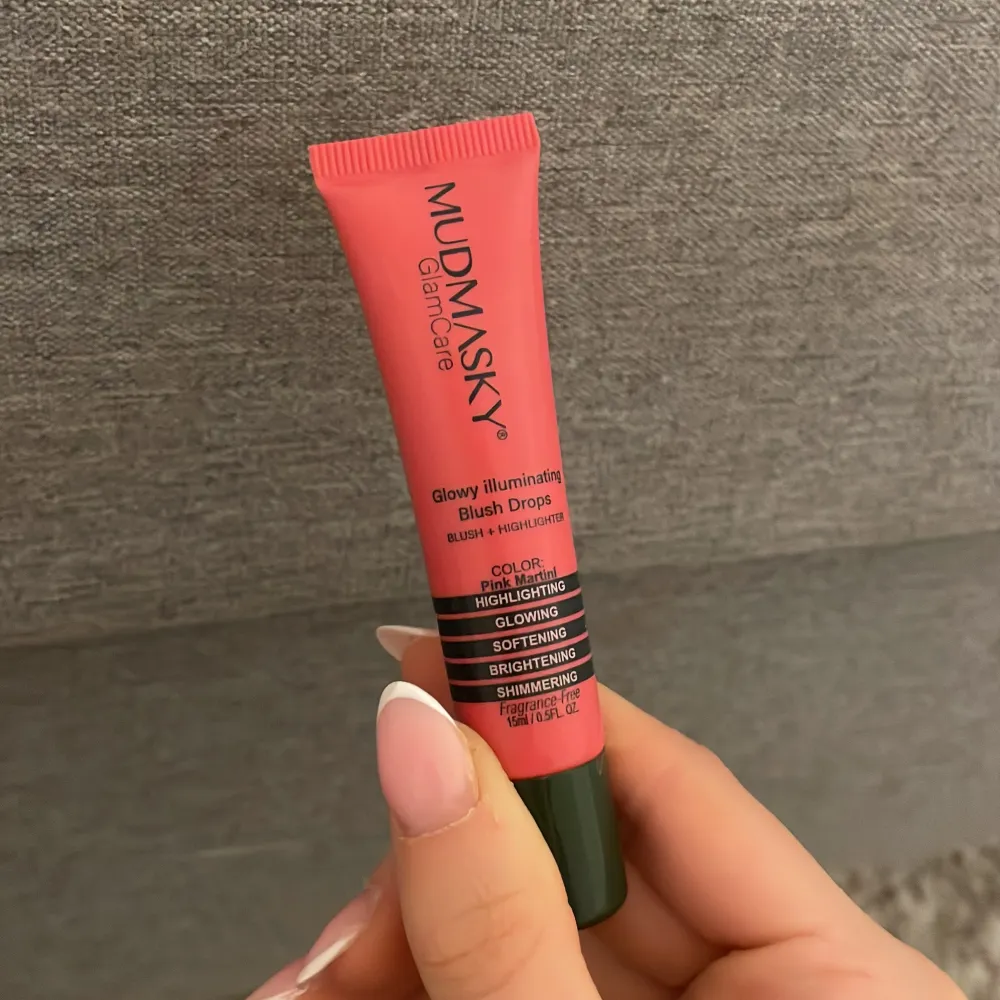 MUDMASKY®
GlamCare
Glowy illuminating
Blush Drops
BLUSH + HIGHLIGHTER
COLOR:
Pink Martini
HIGHLIGHTING
GLOWING
SOFTENING
BRIGHTENING
SHIMMERING
Fragrance-Free
15ml / 0.5FL. OZ.